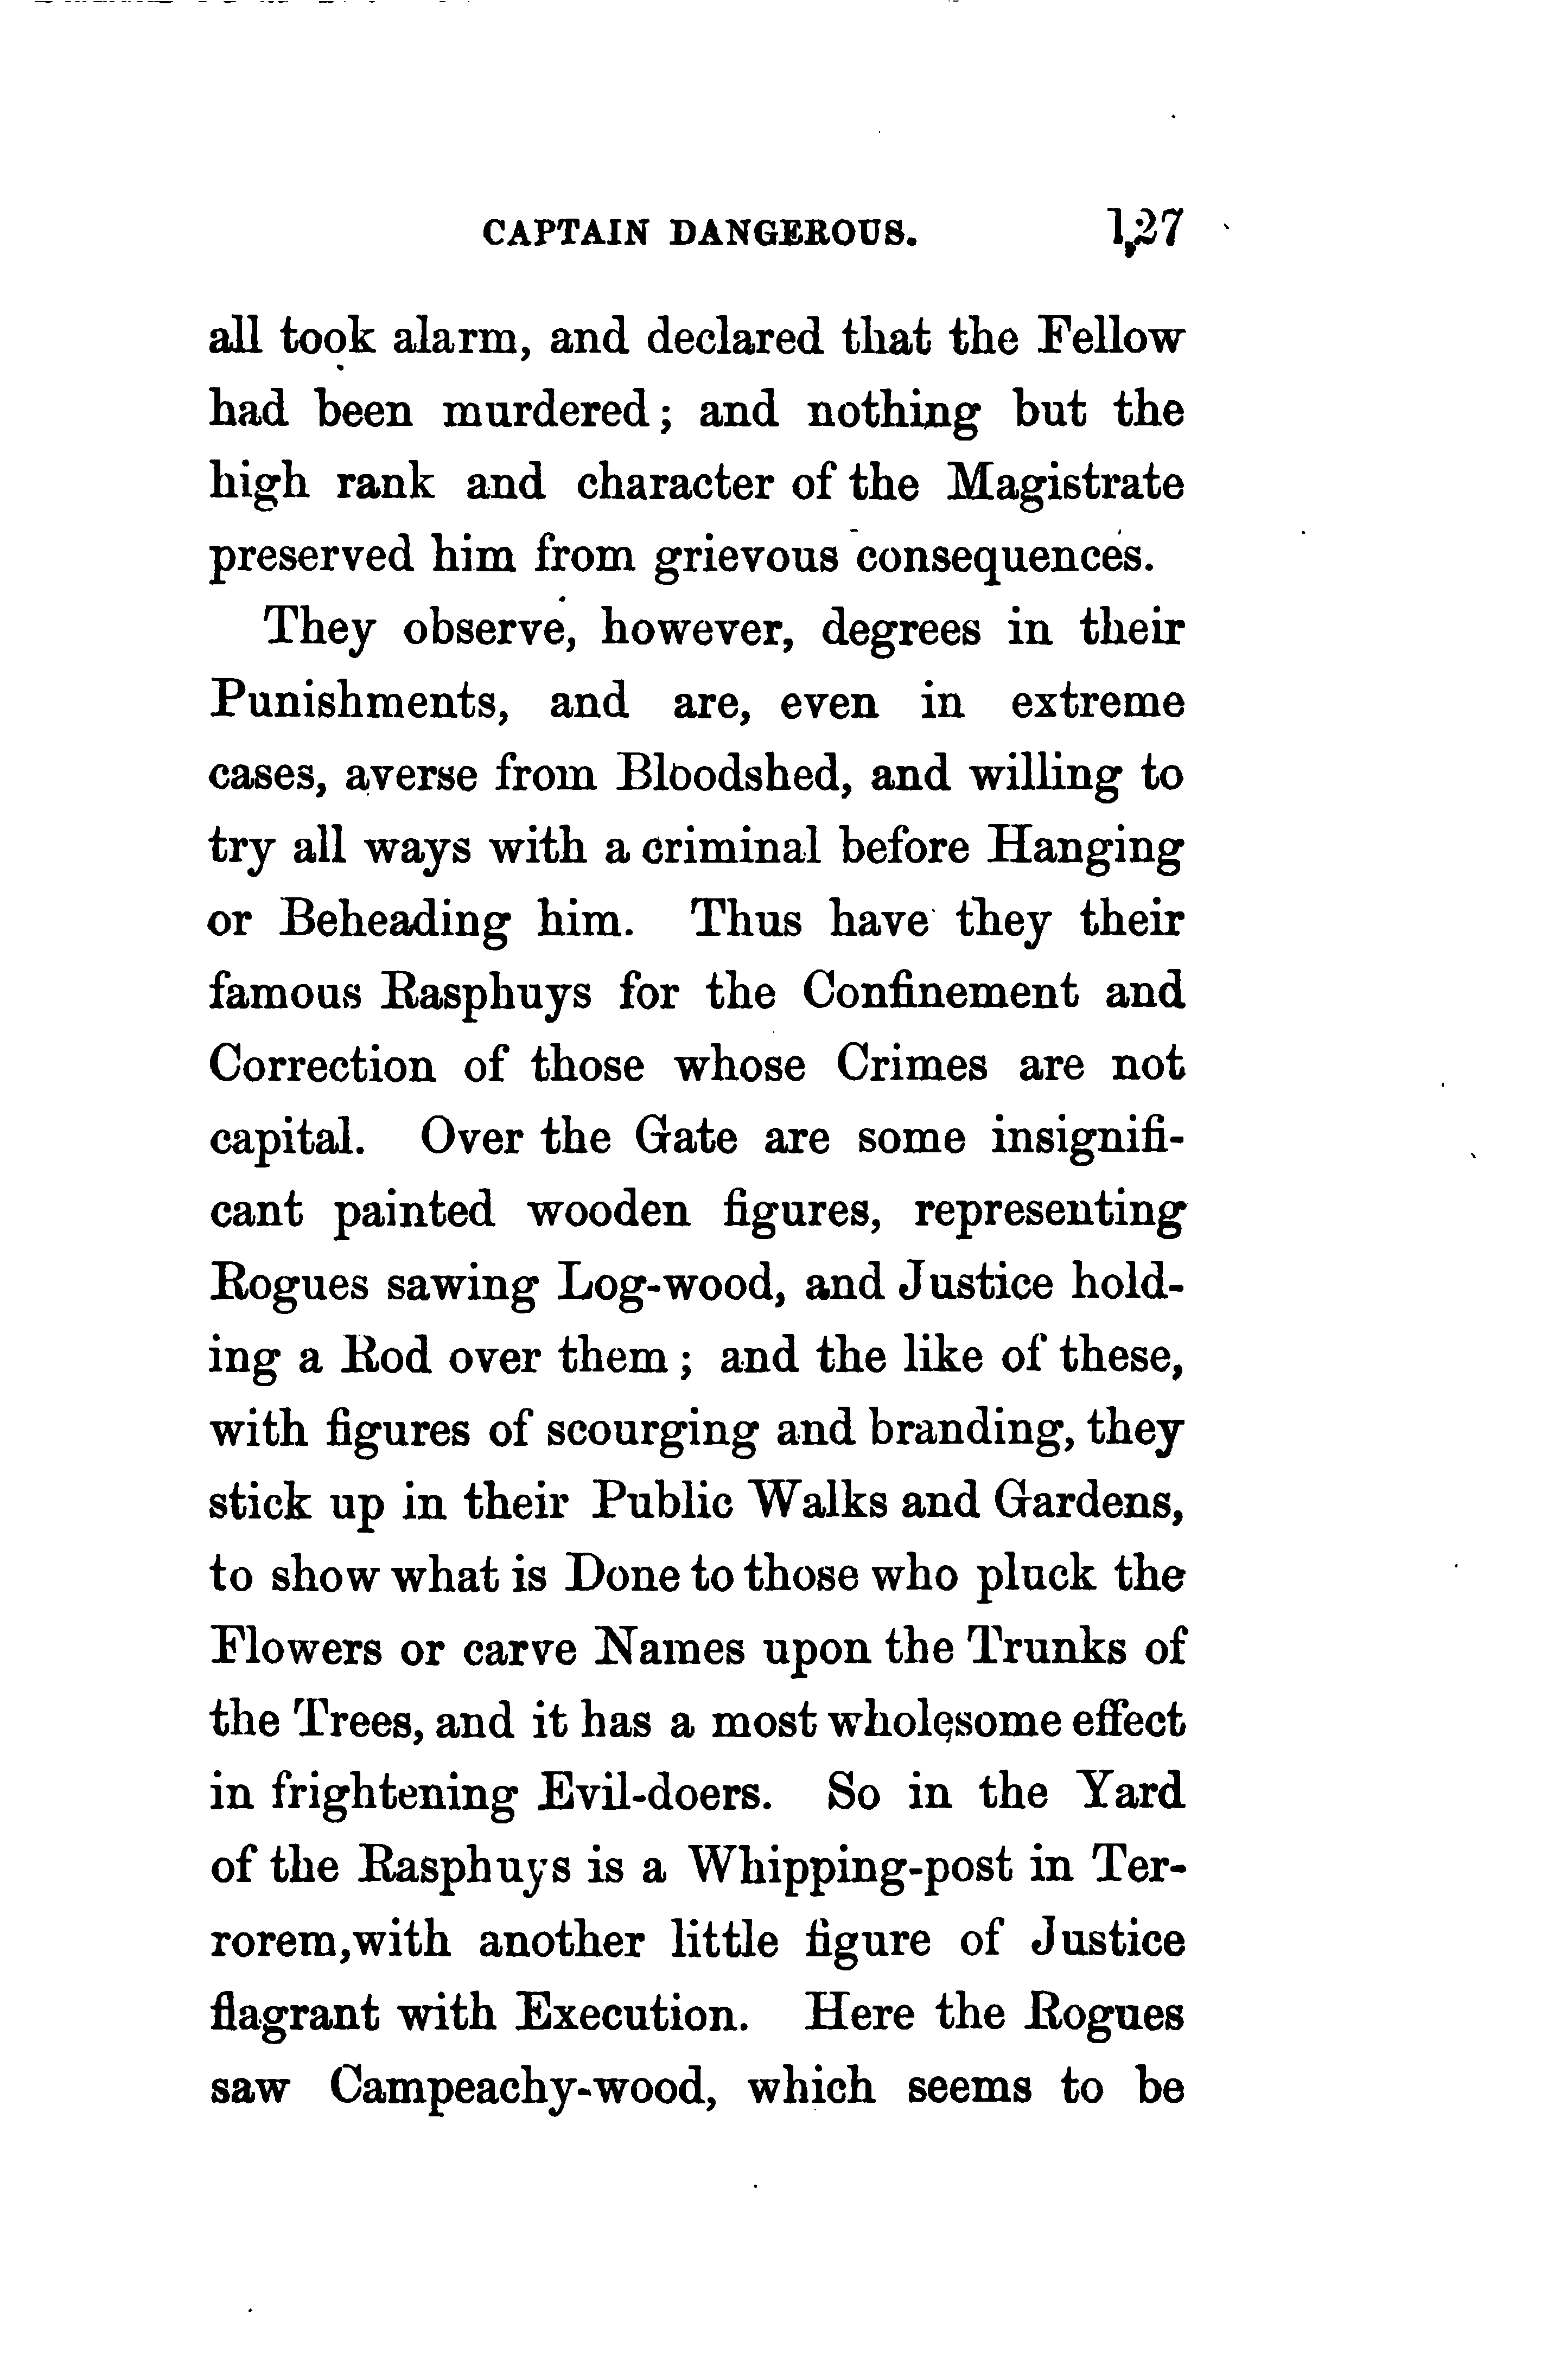 CAPTAIN DANGEROUS. 127
all took alarm, and declared that the Fellow
had been murdered; and nothing but the
high rank and character of the Magistrate
preserved him from grievous consequences.
They observe, however, degrees in their
Punishments, and are, even in extreme
cases, averse from Bloodshed, and willing to
try all ways with a criminal before Hanging
or Beheading him. Thus have they their
famous Rasphuys for the Confinement and
Correction of those whose Crimes are not
capital. Over the Gate are some insignifi-
cant painted wooden figures, representing
Rogues sawing Log-wood, and Justice hold-
ing a Rod over them; and the like of these,
with figures of scourging and branding, they
stick up in their Public Walks and Gardens,
to show what is Done to those who pluck the
Flowers or carve Names upon the Trunks of
the Trees, and it has a most wholesome effect
in frightening Evil-doers. So in the Yard
of the Rasphuys is a Whipping-post in Ter-
rorem,with another little figure of Justice
flagrant with Execution. Here the Rogues
saw Campeachy-wood, which seems to be